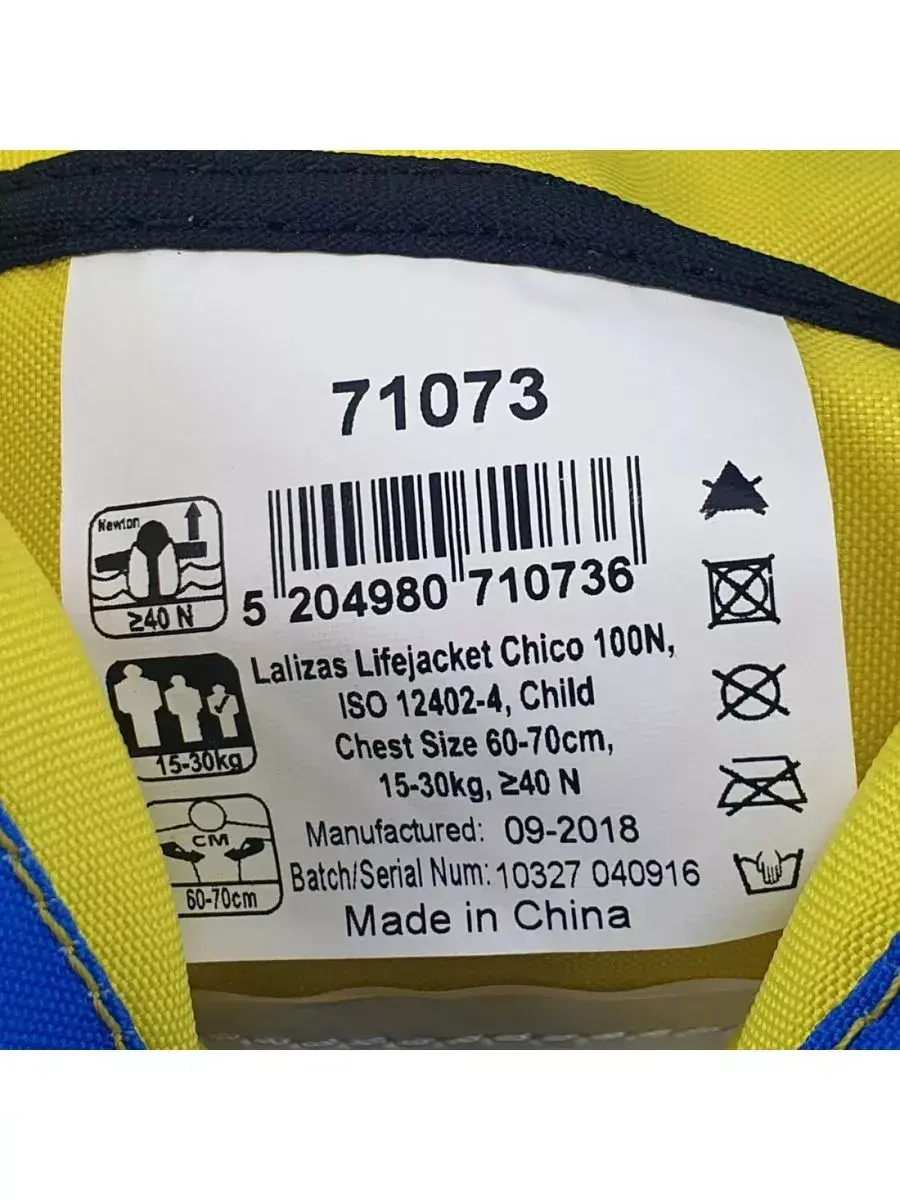 71073
Newton
≥40 N
5 204980 710736
Lalizas Lifejacket Chico 100N,
ISO 12402-4, Child
Chest Size 60-70cm,
15-30kg, ≥40 N
15-30kg
Manufactured: 09-2018
CM
60-70cm
Batch/Serial Num: 10327 040916
Made in China